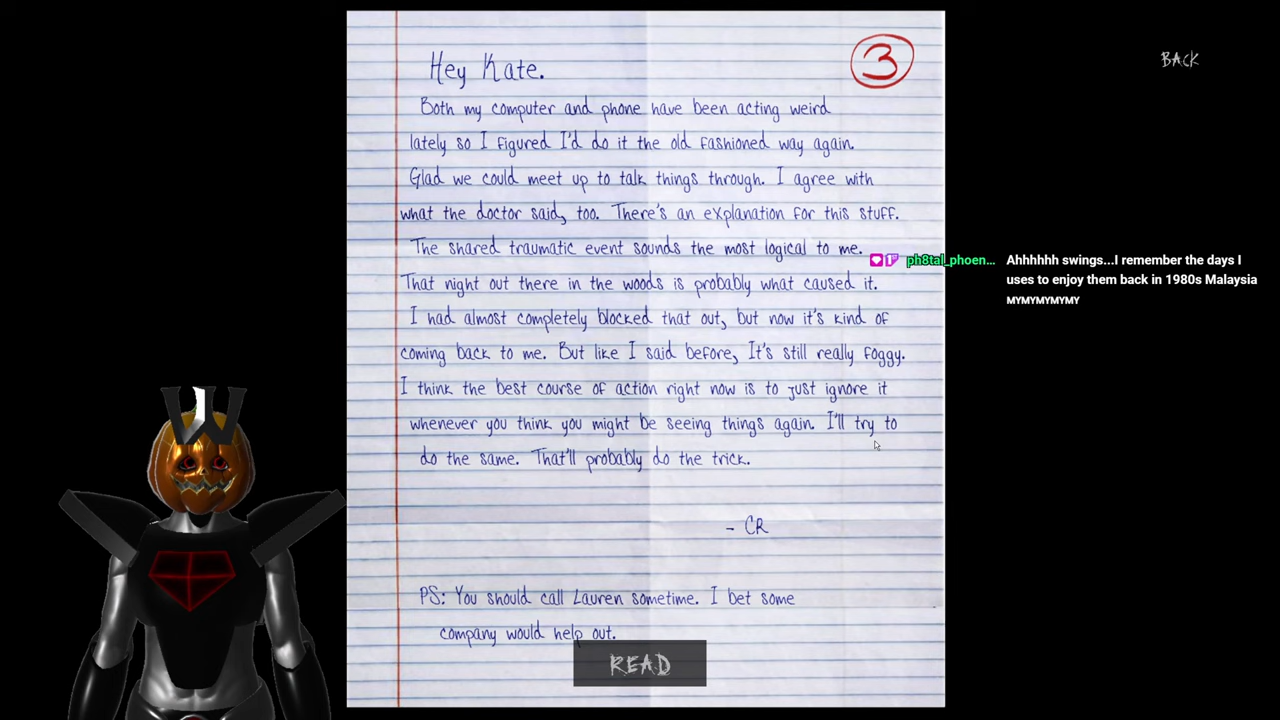 Hey Kate.
3
BACK
Both my computer and phone have been acting weird
lately so I figured I'd do it the old fashioned way again.
Glad we could meet up to talk things through. I agree with
what the doctor said, too. There's an explanation for this stuff.
The shared traumatic event sounds the most logical to me.
That night out there in the woods is probably what caused it.
I had almost completely blocked that out, but now it's kind of
coming back to me. But like I said before, It's still really foggy.
I think the best course of action right now is to just ignore it
whenever you think you might be seeing things again. I'll try to
do the same. That'll probably do the trick.
- CR
PS: You should call Lauren sometime. I bet some
company would help out.
READ
ph8tal_phoen... Ahhhhhh swings...I remember the days I
uses to enjoy them back in 1980s Malaysia
ᴍʏᴍʏᴍʏᴍʏᴍʏ
W